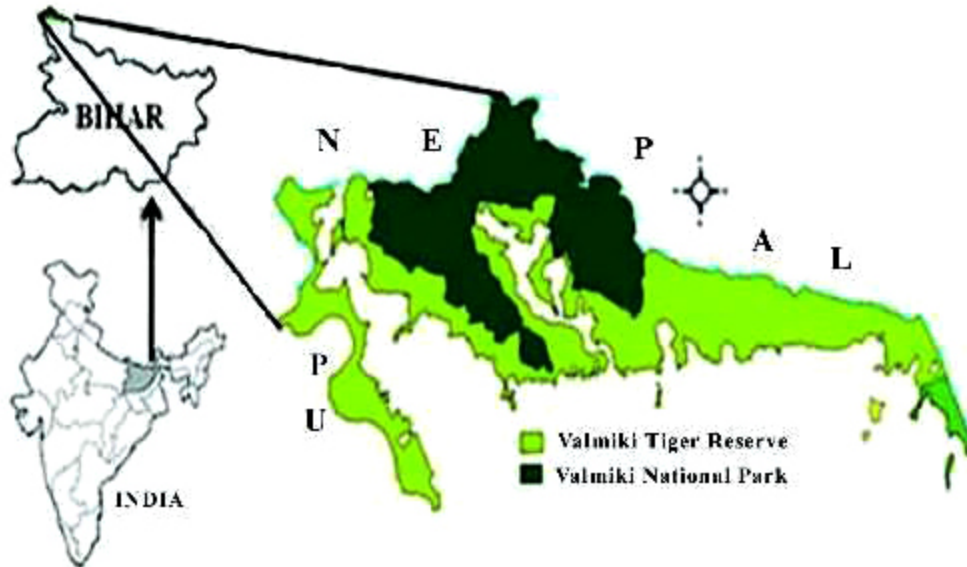 BIHAR
N E P A L
P
U
Valmiki Tiger Reserve
Valmiki National Park
INDIA